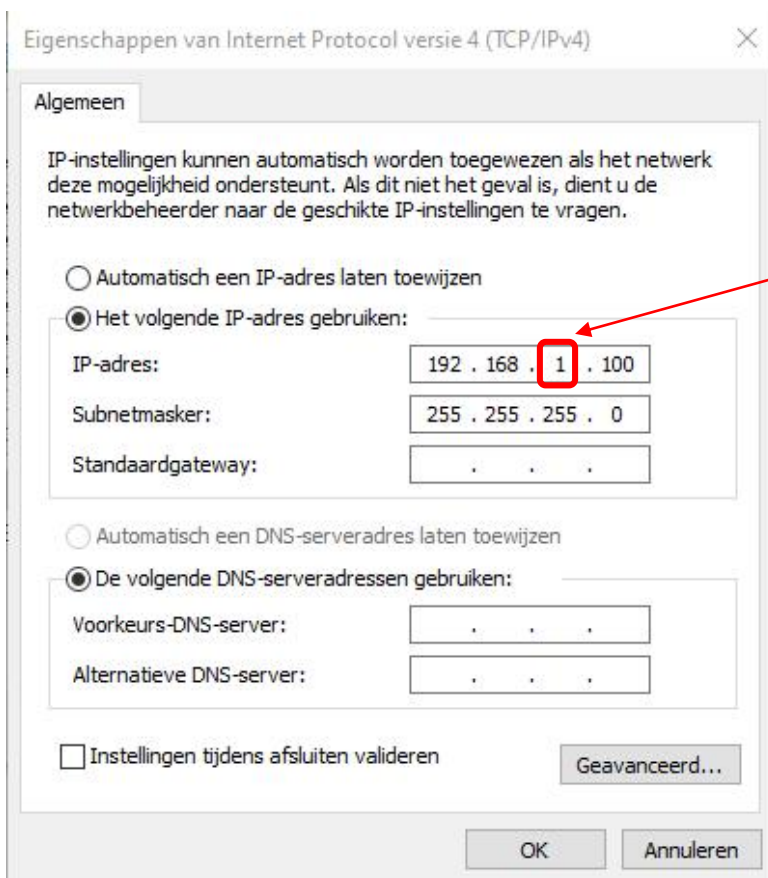 Eigenschappen van Internet Protocol versie 4 (TCP/IPv4)
Algemeen
IP-instellingen kunnen automatisch worden toegewezen als het netwerk
deze mogelijkheid ondersteunt. Als dit niet het geval is, dient u de
netwerkbeheerder naar de geschikte IP-instellingen te vragen.
Automatisch een IP-adres laten toewijzen
Het volgende IP-adres gebruiken:
IP-adres: 192 . 168 . 1 . 100
Subnetmasker: 255 . 255 . 255 . 0
Standaardgateway: . . .
Automatisch een DNS-serveradres laten toewijzen
De volgende DNS-serveradressen gebruiken:
Voorkeurs-DNS-server: . . .
Alternatieve DNS-server: . . .
Instellingen tijdens afsluiten valideren
Geavanceerd...
OK Annuleren